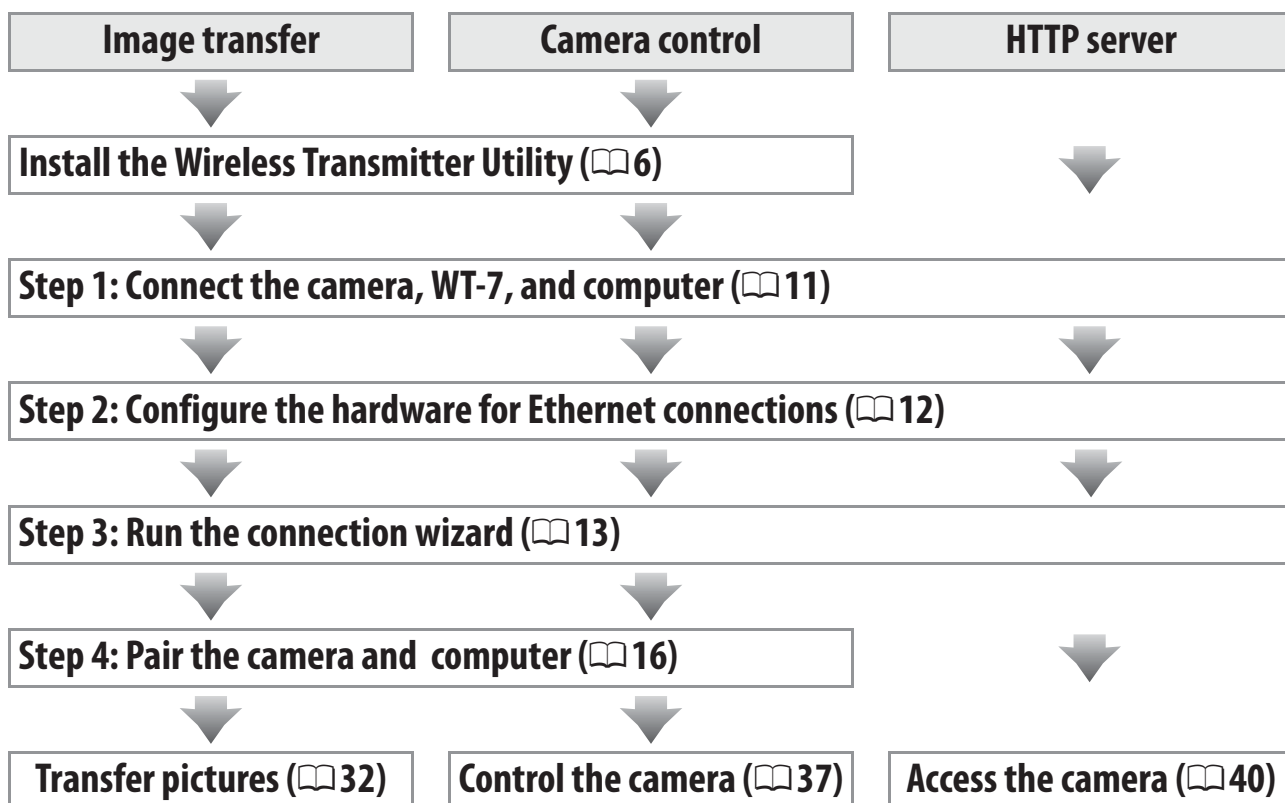 Image transfer
Camera control
HTTP server
Install the Wireless Transmitter Utility (📖6)
Step 1: Connect the camera, WT-7, and computer (📖11)
Step 2: Configure the hardware for Ethernet connections (📖12)
Step 3: Run the connection wizard (📖13)
Step 4: Pair the camera and computer (📖16)
Transfer pictures (📖32)
Control the camera (📖37)
Access the camera (📖40)